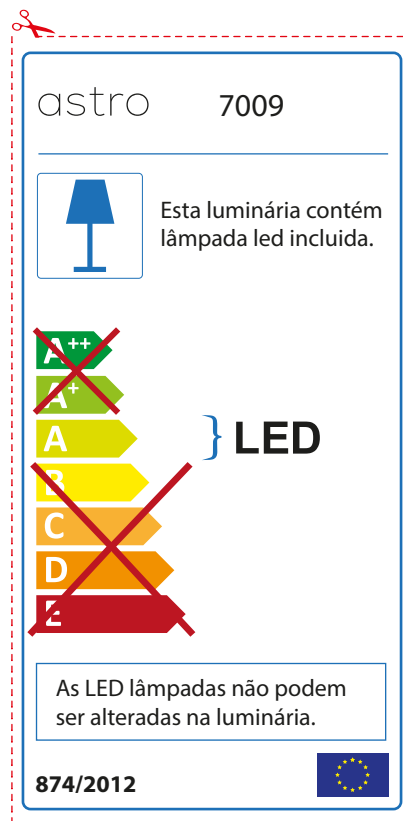 astro 7009
Esta luminária contém
lâmpada led incluida.
A++
A+
A
LED
B
C
D
E
As LED lâmpadas não podem
ser alteradas na luminária.
874/2012